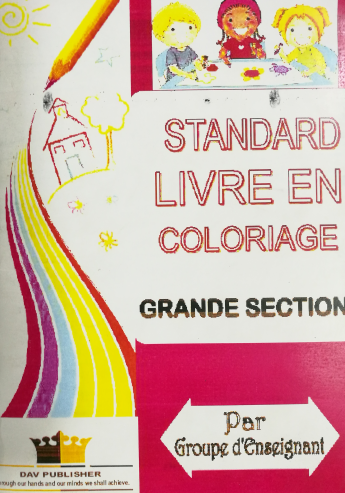 STANDARD
LIVRE EN
COLORIAGE
GRANDE SECTION
Par
Groupe d'Enseignant
DAV PUBLISHER
rough our hands and our minds we shall achieve.